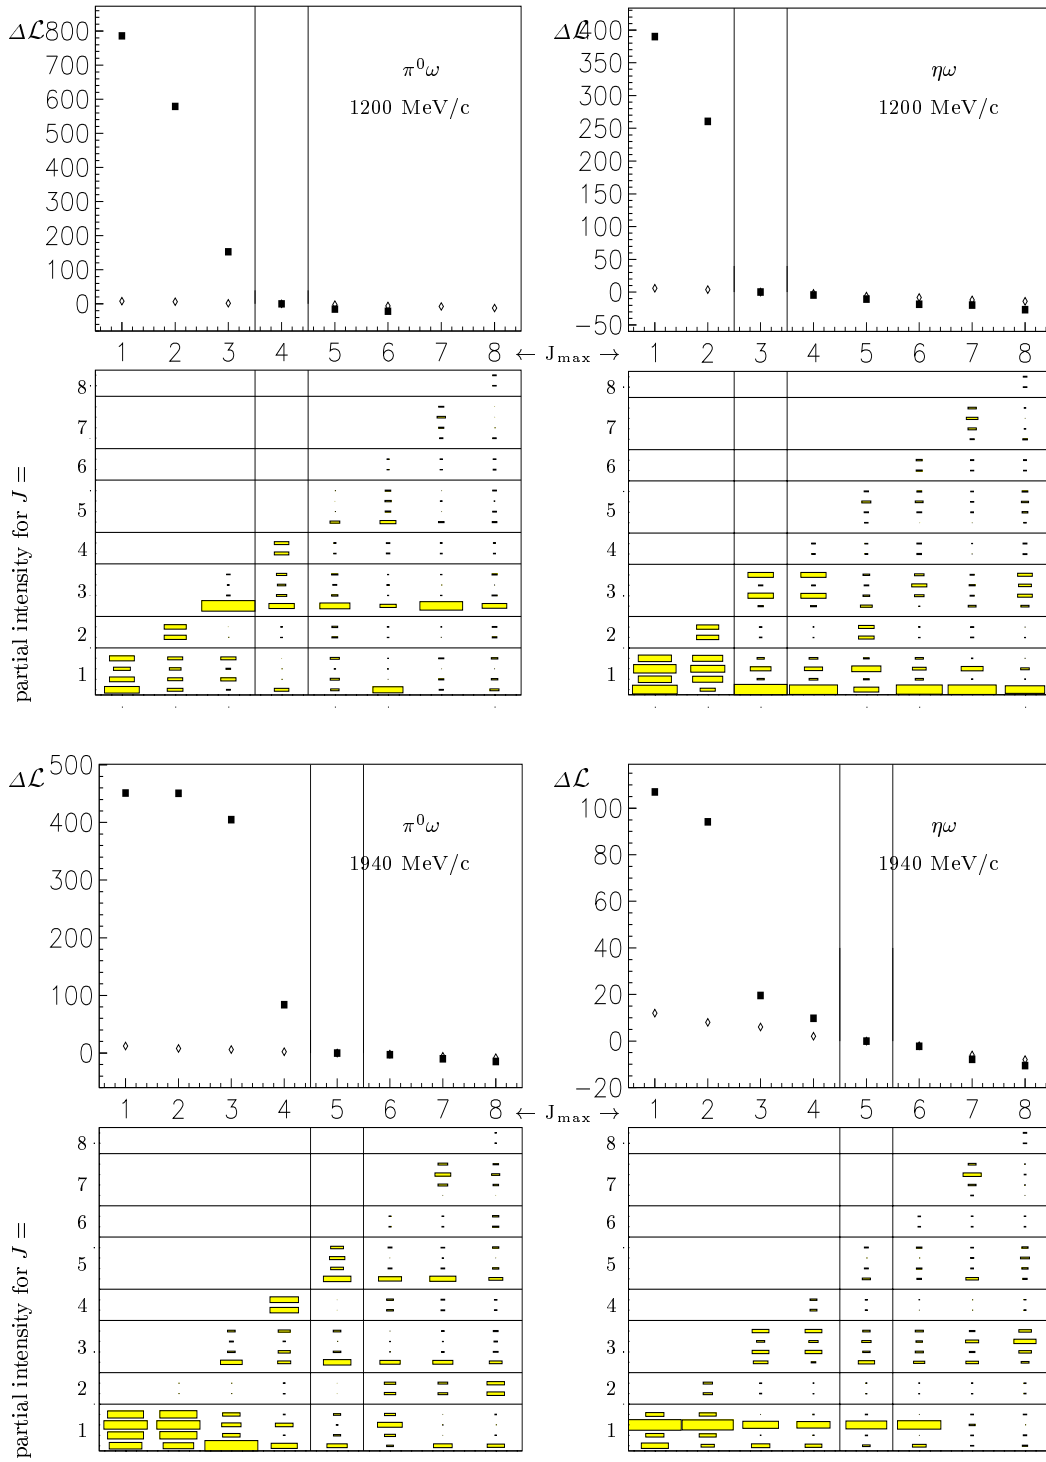 Δℒ
800
700
600
500
400
300
200
100
0
π⁰ω
1200 MeV/c
1 2 3 4 5 6 7 8
ΔℒL
400
350
300
250
200
150
100
50
0
−50
ηω
1200 MeV/c
1 2 3 4 5 6 7 8
← J_max →
partial intensity for J =
8
7
6
5
4
3
2
1
ΔℒL
500
400
300
200
100
0
π⁰ω
1940 MeV/c
1 2 3 4 5 6 7 8
Δℒ
100
80
60
40
20
0
−20
ηω
1940 MeV/c
1 2 3 4 5 6 7 8
← J_max →
partial intensity for J =
8
7
6
5
4
3
2
1